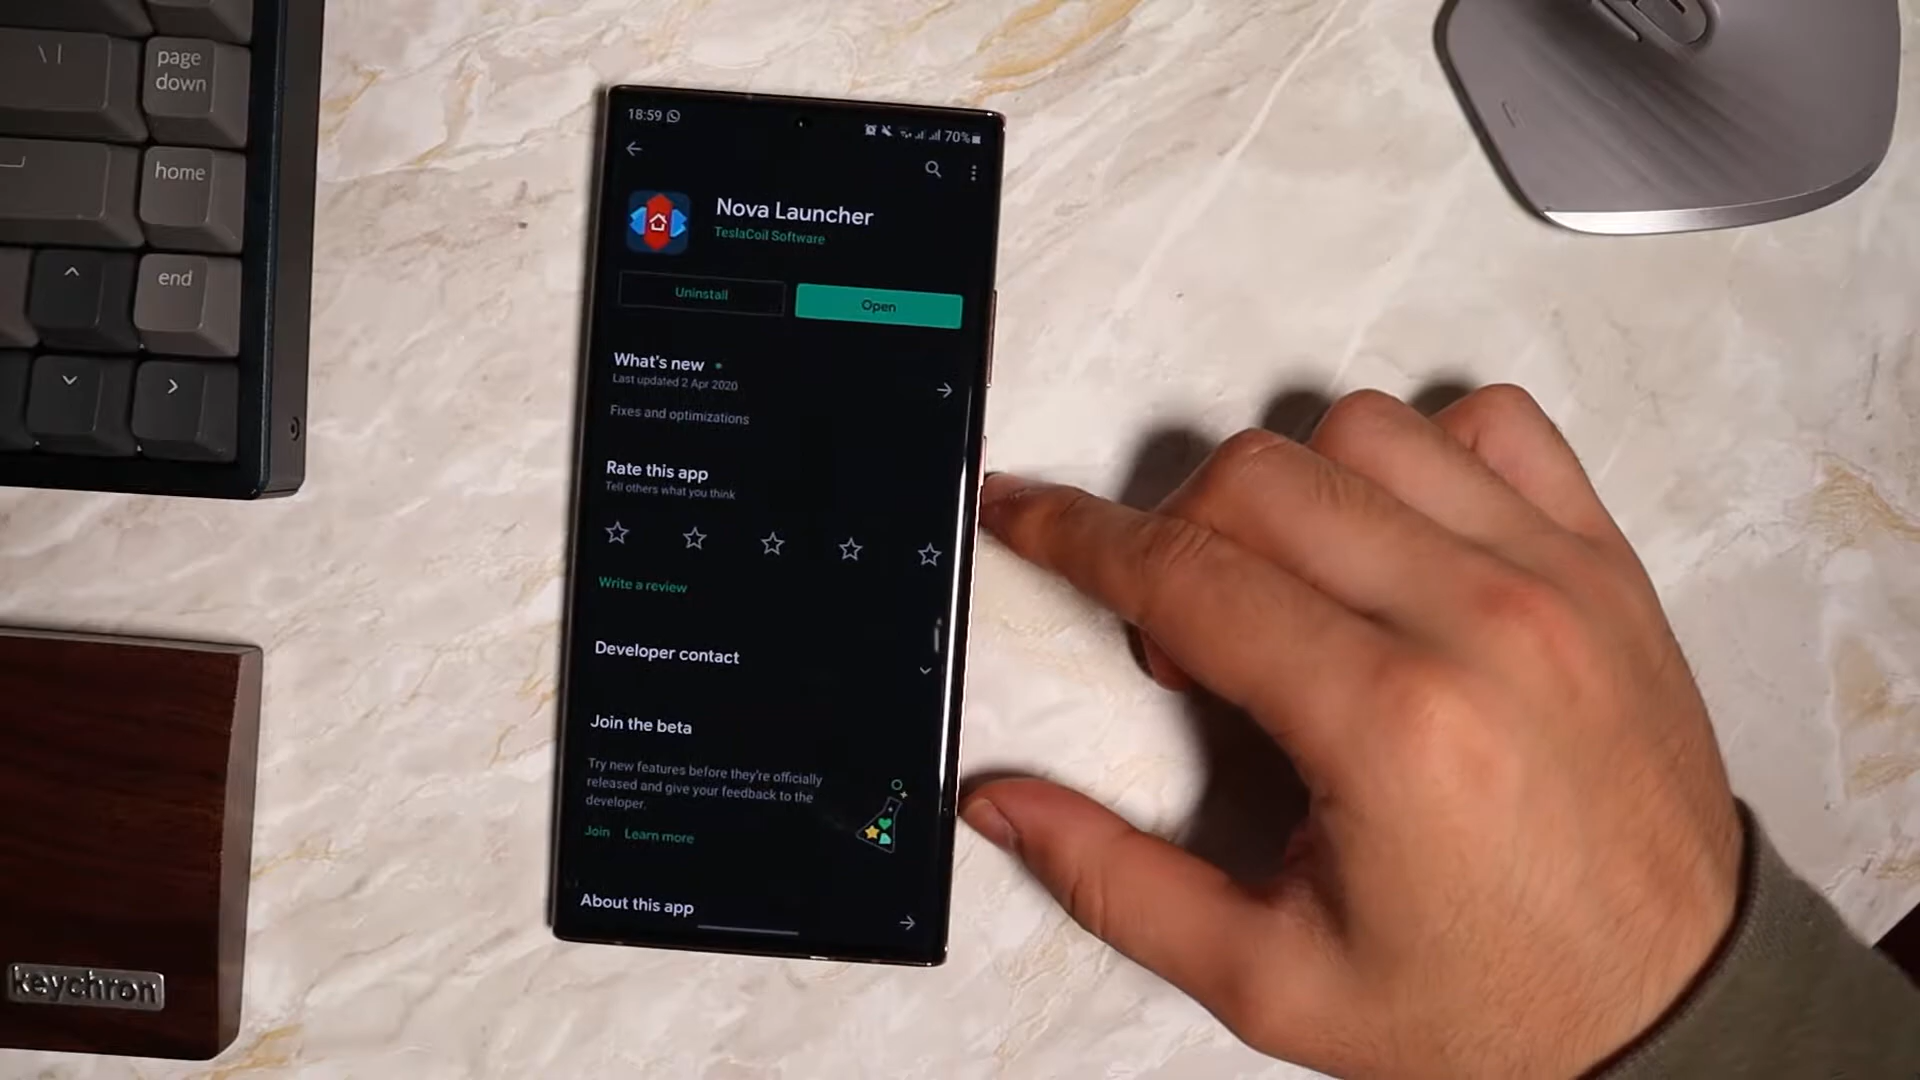 \ |
page
down
home
end
18:59
70%
Nova Launcher
TeslaCoil Software
Uninstall
Open
What's new
Last updated 2 Apr 2020
Fixes and optimizations
Rate this app
Tell others what you think
Write a review
Developer contact
Join the beta
Try new features before they're officially
released and give your feedback to the
developer.
Join Learn more
About this app
keychron